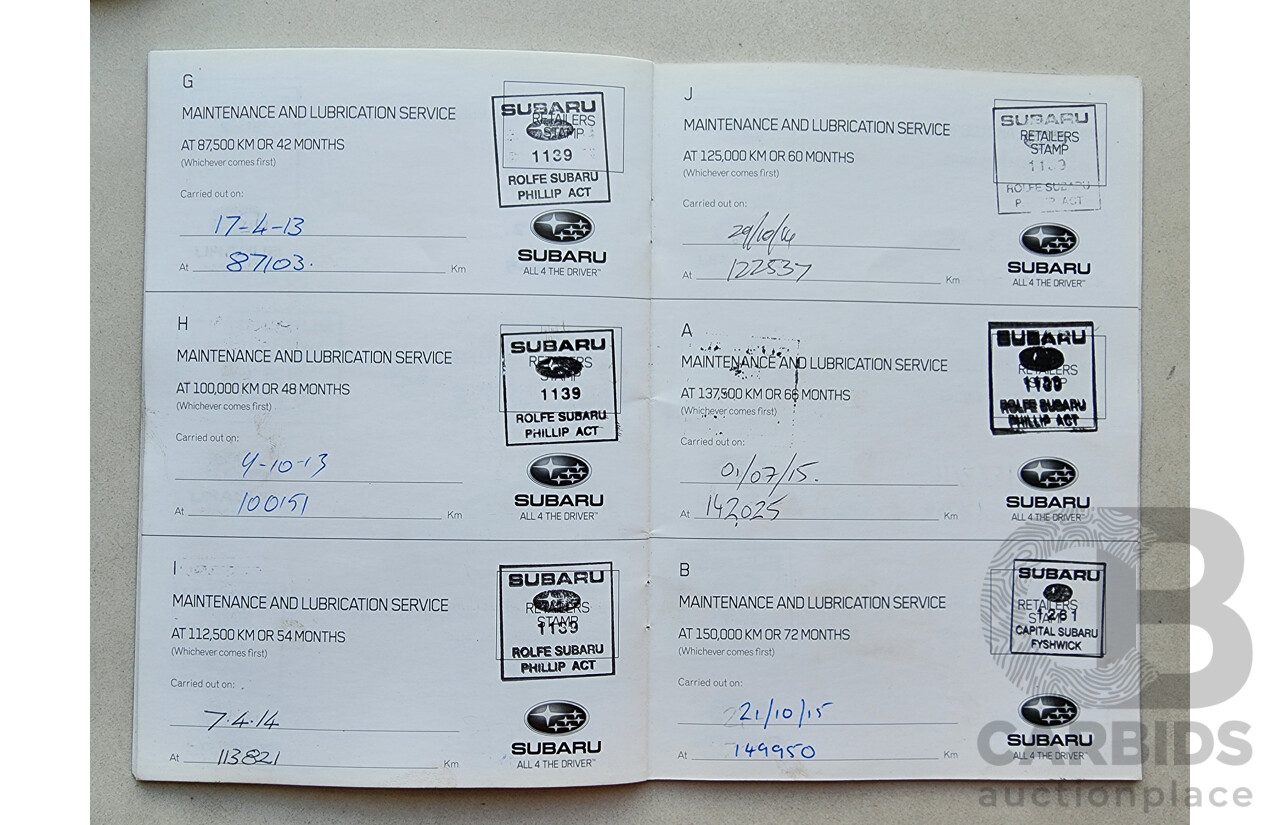 G
MAINTENANCE AND LUBRICATION SERVICE
AT 87,500 KM OR 42 MONTHS
(Whichever comes first)
Carried out on:
17-4-13
At 87103. Km
SUBARU
RETAILERS
STAMP
1139
ROLFE SUBARU
PHILLIP ACT
SUBARU
ALL 4 THE DRIVER™
H
MAINTENANCE AND LUBRICATION SERVICE
AT 100,000 KM OR 48 MONTHS
(Whichever comes first)
Carried out on:
4-10-13
At 100151 Km
SUBARU
RETAILERS
STAMP
1139
ROLFE SUBARU
PHILLIP ACT
SUBARU
ALL 4 THE DRIVER™
I
MAINTENANCE AND LUBRICATION SERVICE
AT 112,500 KM OR 54 MONTHS
(Whichever comes first)
Carried out on:
7.4.14
At 113821 Km
SUBARU
RETAILERS
STAMP
1139
ROLFE SUBARU
PHILLIP ACT
SUBARU
ALL 4 THE DRIVER™
J
MAINTENANCE AND LUBRICATION SERVICE
AT 125,000 KM OR 60 MONTHS
(Whichever comes first)
Carried out on:
29/10/14
At 122537 Km
SUBARU
RETAILERS
STAMP
ROLFE SUBARU
SUBARU
ALL 4 THE DRIVER™
A
MAINTENANCE AND LUBRICATION SERVICE
AT 137,500 KM OR 66 MONTHS
(Whichever comes first)
Carried out on:
01/07/15.
At 142025 Km
SUBARU
RETAILERS
STAMP
1139
ROLFE SUBARU
PHILLIP ACT
SUBARU
ALL 4 THE DRIVER™
B
MAINTENANCE AND LUBRICATION SERVICE
AT 150,000 KM OR 72 MONTHS
(Whichever comes first)
Carried out on:
21/10/15
At 149950 Km
SUBARU
RETAILERS
STAMP
1261
CAPITAL SUBARU
FYSHWICK
SUBARU
ALL 4 THE DRIVER™
B
CARBIDS
auctionplace